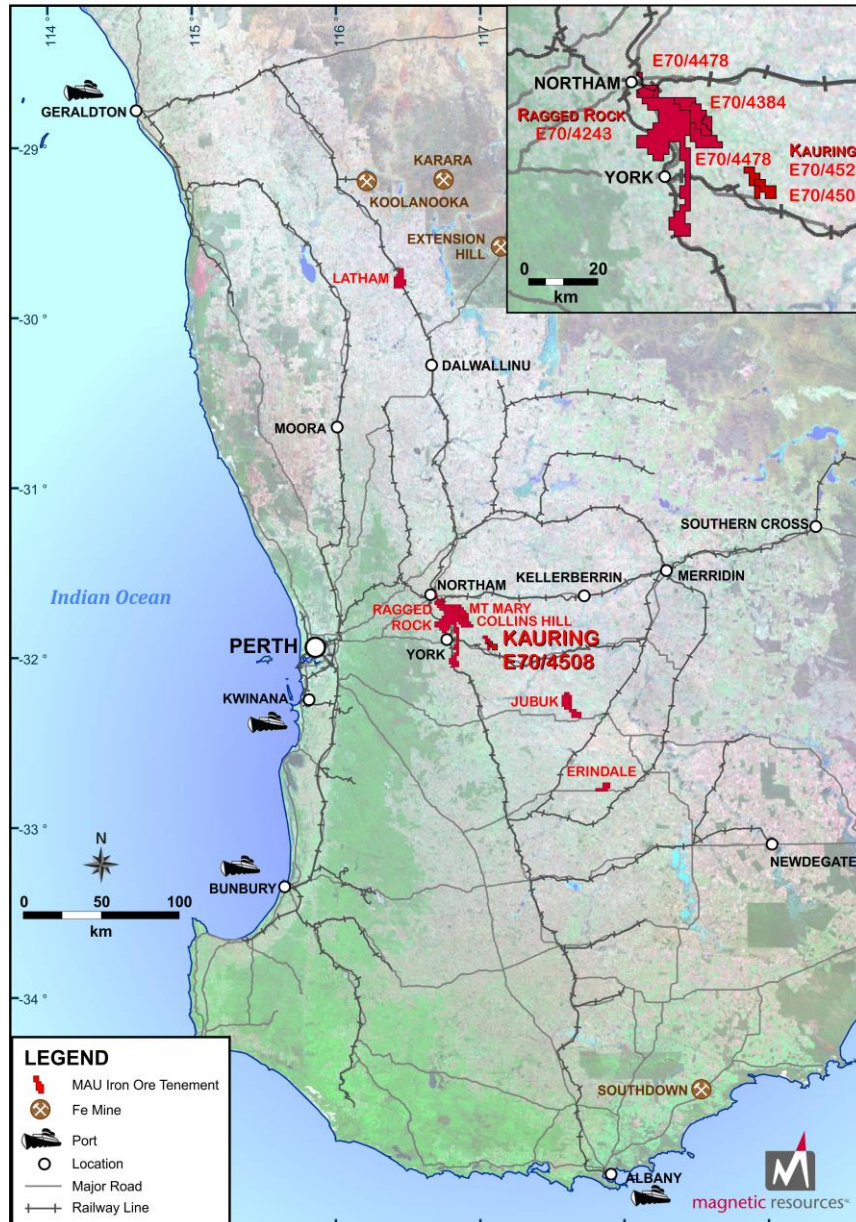 114 °
115 °
116 °
117 °
GERALDTON
-29 °
KARARA
KOOLANOOKA
EXTENSION
HILL
LATHAM
-30 °
DALWALLINU
MOORA
-31 °
SOUTHERN CROSS
NORTHAM
KELLERBERRIN
MERRIDIN
Indian Ocean
RAGGED
ROCK
MT MARY
COLLINS HILL
PERTH
YORK
KAURING
E70/4508
-32 °
KWINANA
JUBUK
ERINDALE
-33 °
NEWDEGATE
N
BUNBURY
0 50 100
km
-34 °
SOUTHDOWN
ALBANY
E70/4478
NORTHAM
E70/4384
RAGGED ROCK
E70/4243
E70/4478
KAURING
E70/452
E70/450
YORK
0 20
km
LEGEND
MAU Iron Ore Tenement
Fe Mine
Port
Location
Major Road
Railway Line
magnetic resources